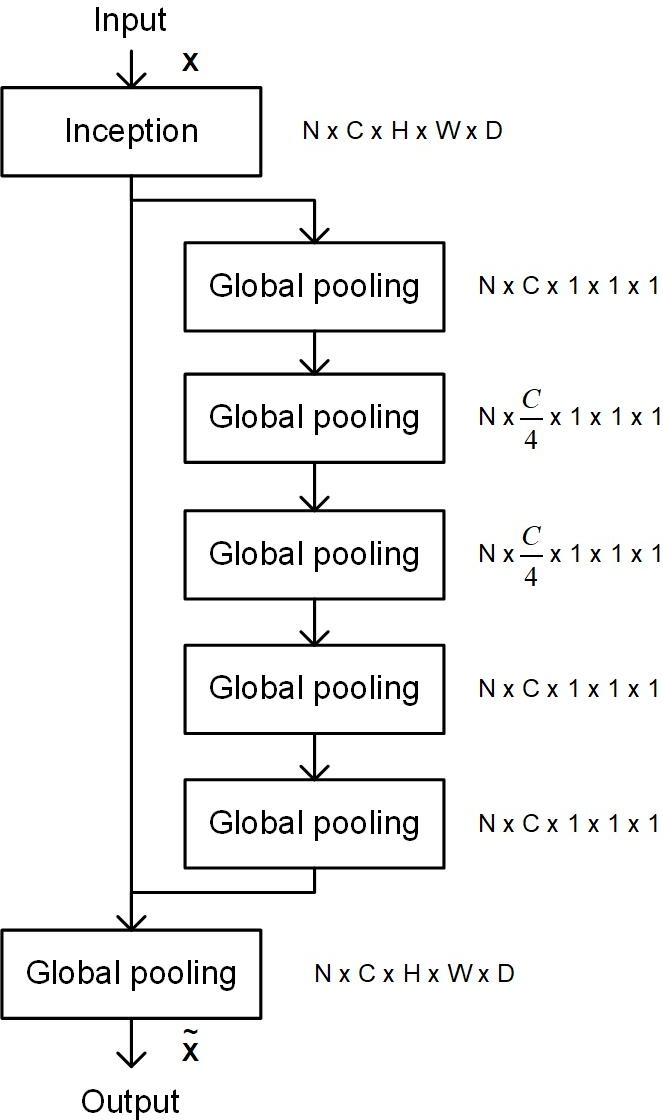 Input
X
Inception
N x C x H x W x D
Global pooling
N x C x 1 x 1 x 1
Global pooling
N x C/4 x 1 x 1 x 1
Global pooling
N x C/4 x 1 x 1 x 1
Global pooling
N x C x 1 x 1 x 1
Global pooling
N x C x 1 x 1 x 1
Global pooling
N x C x H x W x D
X̃
Output